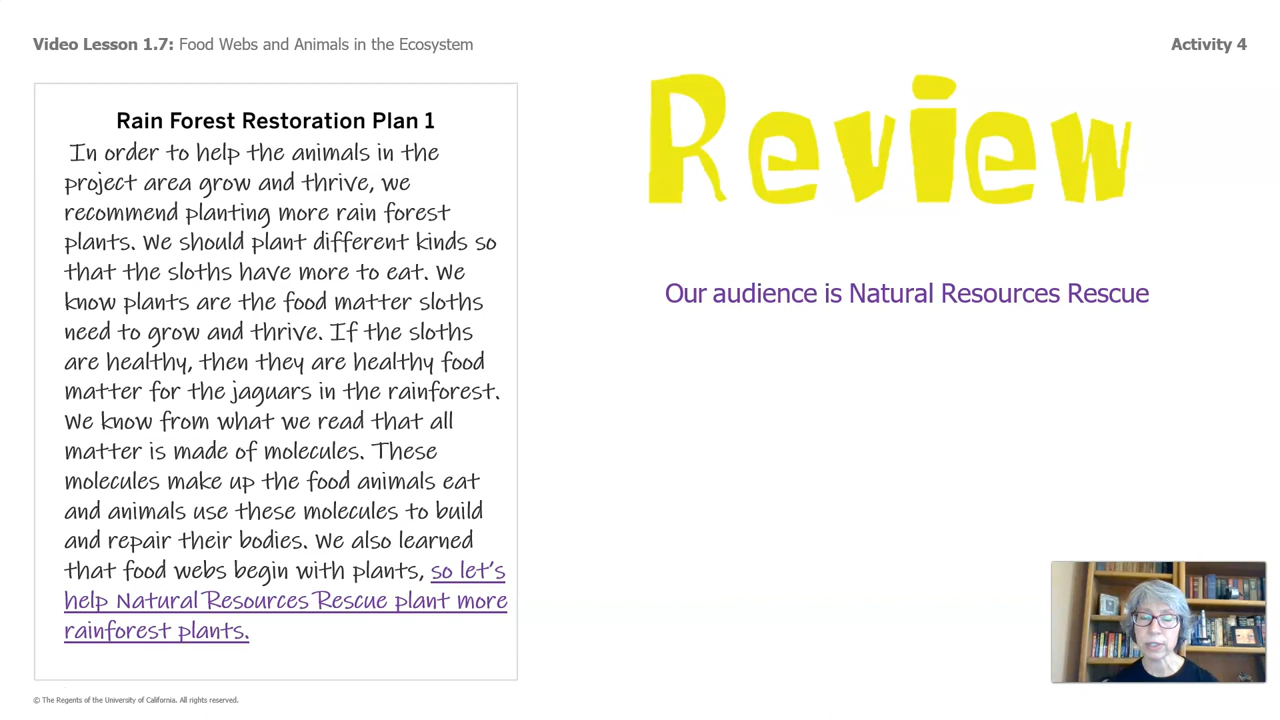 Video Lesson 1.7: Food Webs and Animals in the Ecosystem
Activity 4
Rain Forest Restoration Plan 1
In order to help the animals in the
project area grow and thrive, we
recommend planting more rain forest
plants. We should plant different kinds so
that the sloths have more to eat. We
know plants are the food matter sloths
need to grow and thrive. If the sloths
are healthy, then they are healthy food
matter for the jaguars in the rainforest.
We know from what we read that all
matter is made of molecules. These
molecules make up the food animals eat
and animals use these molecules to build
and repair their bodies. We also learned
that food webs begin with plants, so let's
help Natural Resources Rescue plant more
rainforest plants.
Review
Our audience is Natural Resources Rescue
© The Regents of the University of California. All rights reserved.